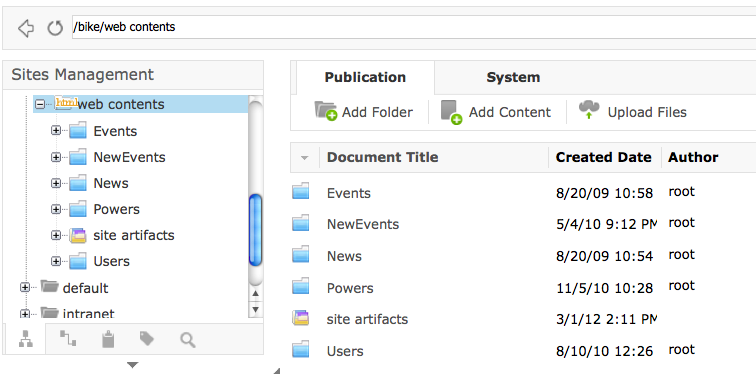 /bike/web contents
Sites Management
html web contents
Events
NewEvents
News
Powers
site artifacts
Users
default
intranet
Publication System
Add Folder Add Content Upload Files
Document Title Created Date Author
Events 8/20/09 10:58 root
NewEvents 5/4/10 9:12 PM root
News 8/20/09 10:54 root
Powers 11/5/10 10:28 root
site artifacts 3/1/12 2:11 PM
Users 8/10/10 12:26 root